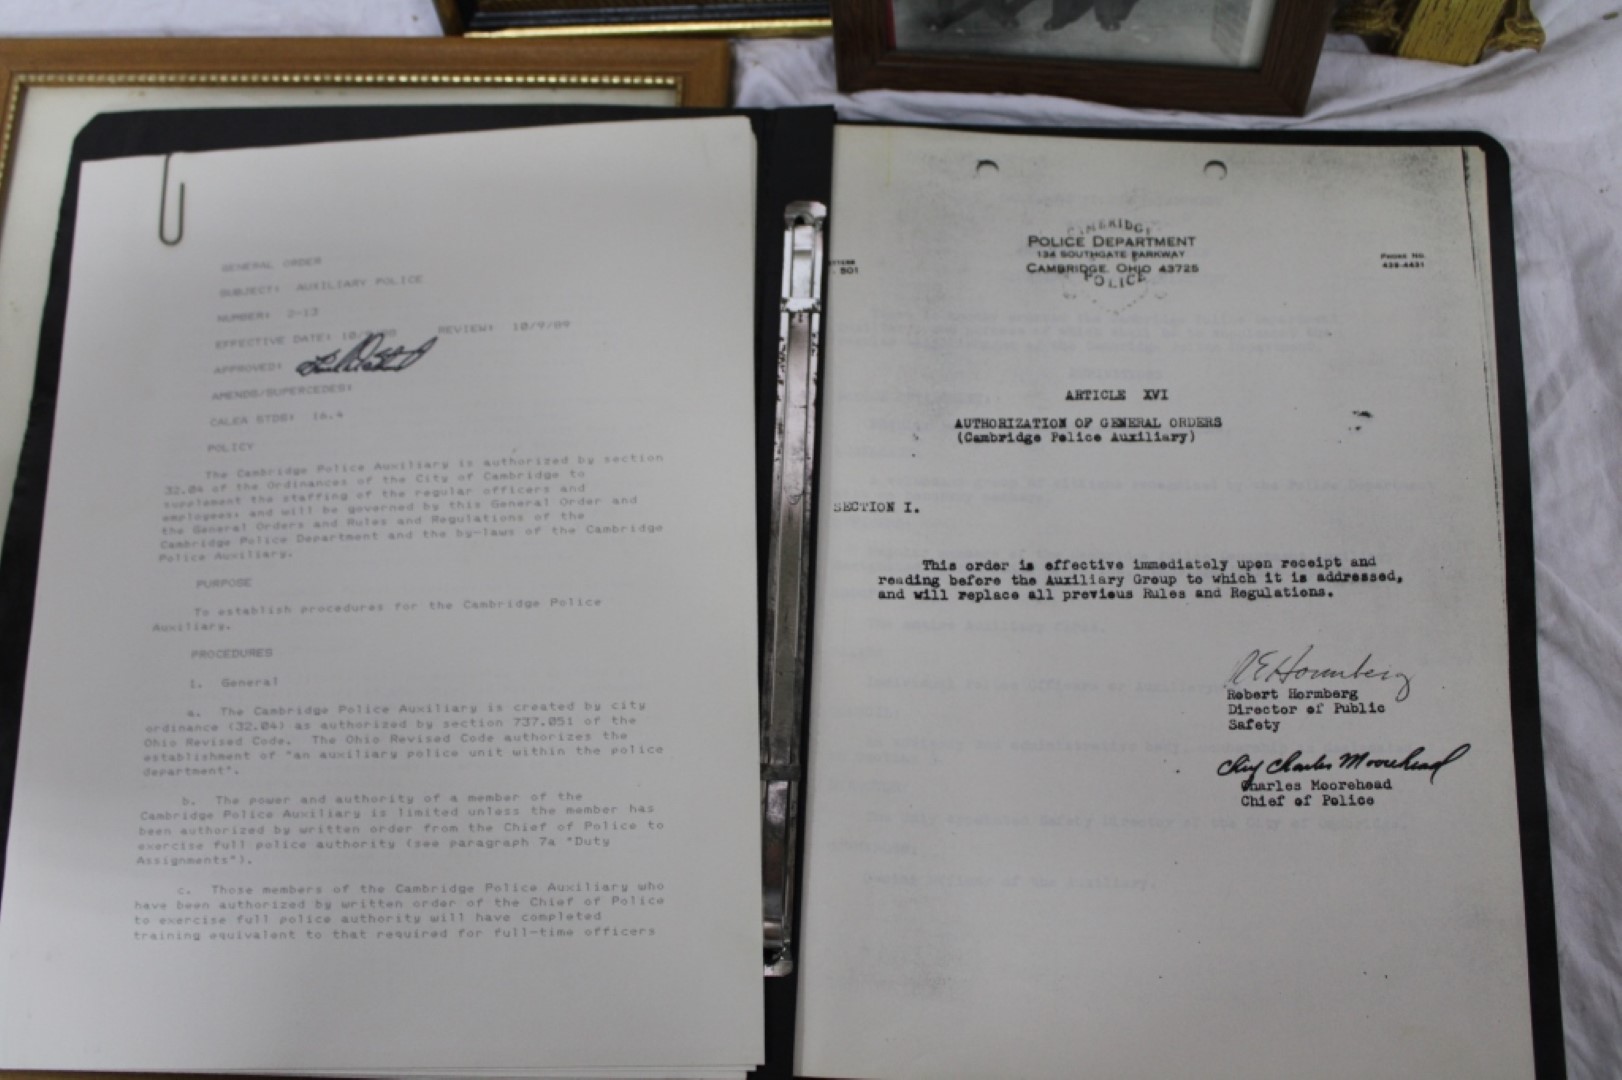 GENERAL ORDER
SUBJECT: AUXILIARY POLICE
NUMBER: 2-13
EFFECTIVE DATE: REVIEW: 10/9/89
APPROVED:
AMENDS/SUPERCEDES:
CALEA STDS: 16.4
POLICY
The Cambridge Police Auxiliary is authorized by section
32.04 of the Ordinances of the City of Cambridge to
supplement the staffing of the regular officers and
employees; and will be governed by this General Order and
the General Orders and Rules and Regulations of the
Cambridge Police Department and the by-laws of the Cambridge
Police Auxiliary.
PURPOSE
To establish procedures for the Cambridge Police
Auxiliary.
PROCEDURES
1. General
a. The Cambridge Police Auxiliary is created by city
ordinance (32.04) as authorized by section 737.051 of the
Ohio Revised Code. The Ohio Revised Code authorizes the
establishment of "an auxiliary police unit within the police
department".
b. The power and authority of a member of the
Cambridge Police Auxiliary is limited unless the member has
been authorized by written order from the Chief of Police to
exercise full police authority (see paragraph 7a "Duty
Assignments").
c. Those members of the Cambridge Police Auxiliary who
have been authorized by written order of the Chief of Police
to exercise full police authority will have completed
training equivalent to that required for full-time officers
CAMBRIDGE
POLICE DEPARTMENT
134 SOUTHGATE PARKWAY
CAMBRIDGE, OHIO 43725
POLICE
501
PHONE NO.
439-4431
ARTICLE XVI
AUTHORIZATION OF GENERAL ORDERS
(Cambridge Police Auxiliary)
SECTION I.
This order is effective immediately upon receipt and
reading before the Auxiliary Group to which it is addressed,
and will replace all previous Rules and Regulations.
R E Hormberg
Robert Hormberg
Director of Public
Safety
Chief Charles Moorehead
Charles Moorehead
Chief of Police